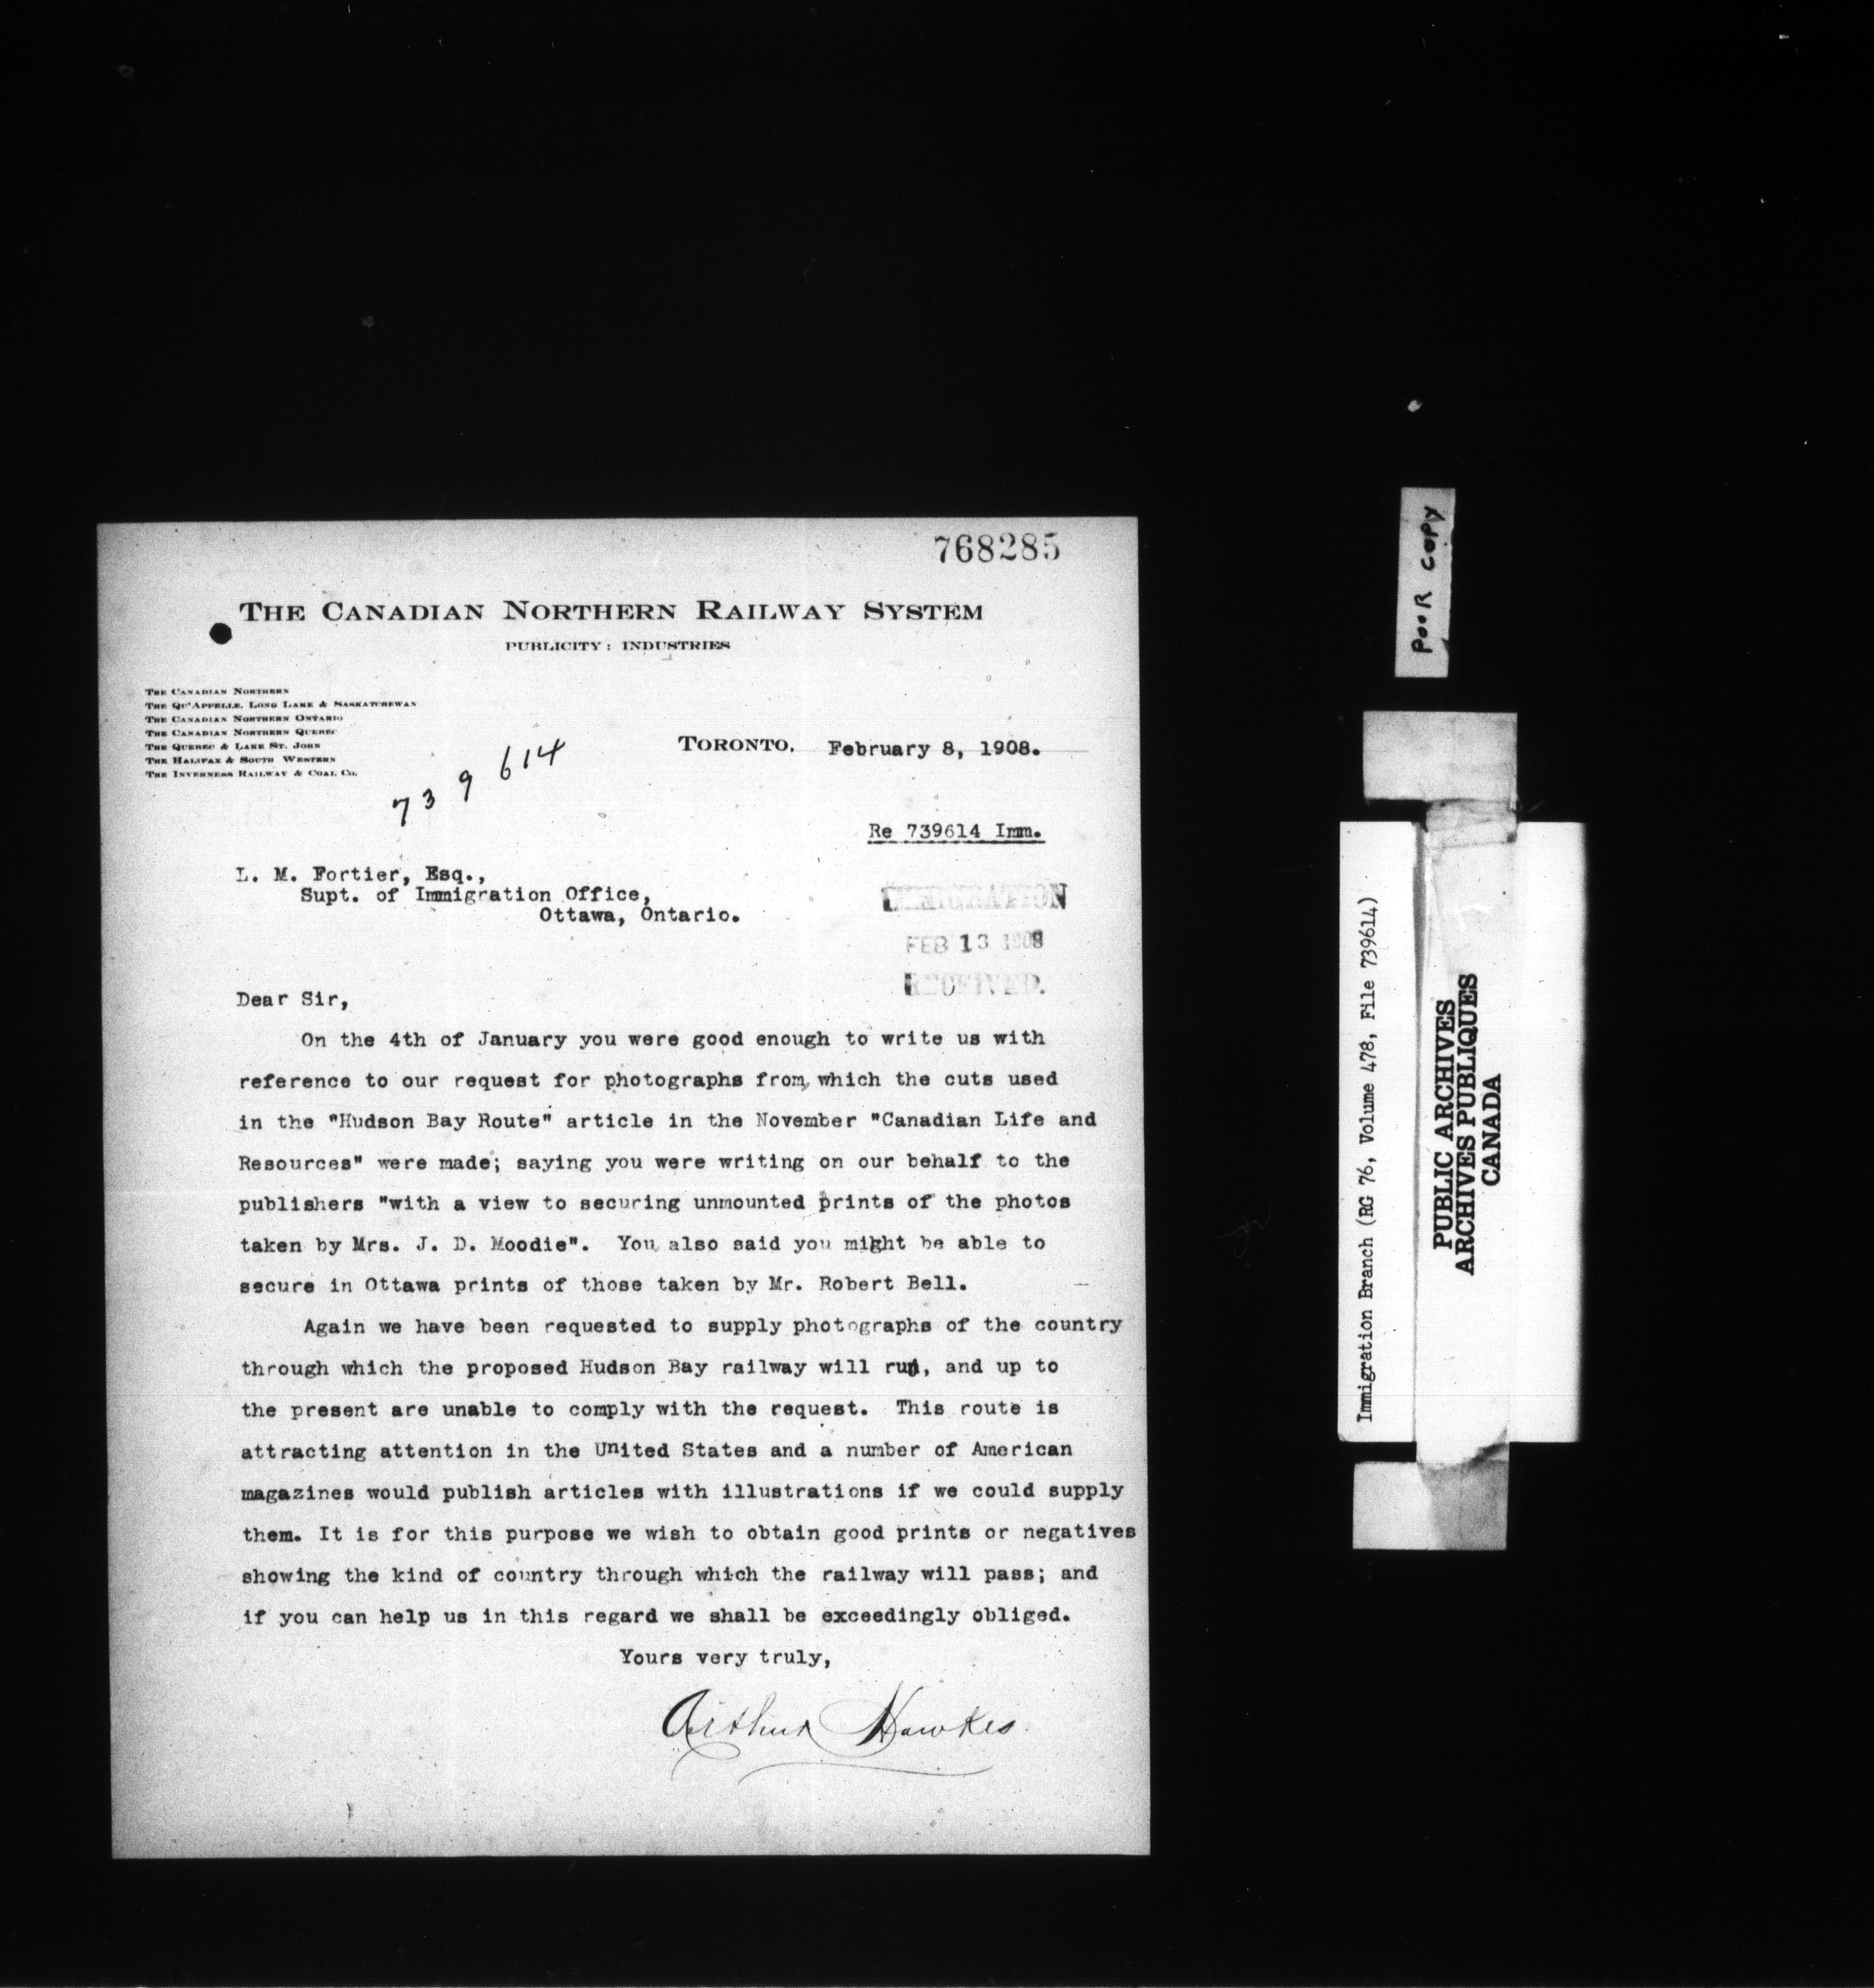 768285
THE CANADIAN NORTHERN RAILWAY SYSTEM
PUBLICITY: INDUSTRIES
THE CANADIAN NORTHERN
THE QU'APPELLE, LONG LAKE & SASKATCHEWAN
THE CANADIAN NORTHERN ONTARIO
THE CANADIAN NORTHERN QUEBEC
THE QUEBEC & LAKE ST. JOHN
THE HALIFAX & SOUTH WESTERN
THE INVERNESS RAILWAY & COAL CO.
TORONTO, February 8, 1908.
739614
Re 739614 Imm.
L. M. Fortier, Esq.,
Supt. of Immigration Office,
Ottawa, Ontario.
IMMIGRATION
FEB 13 1908
RECEIVED.
Dear Sir,
On the 4th of January you were good enough to write us with
reference to our request for photographs from, which the cuts used
in the "Hudson Bay Route" article in the November "Canadian Life and
Resources" were made; saying you were writing on our behalf to the
publishers "with a view to securing unmounted prints of the photos
taken by Mrs. J. D. Moodie". You also said you might be able to
secure in Ottawa prints of those taken by Mr. Robert Bell.
Again we have been requested to supply photographs of the country
through which the proposed Hudson Bay railway will run, and up to
the present are unable to comply with the request. This route is
attracting attention in the United States and a number of American
magazines would publish articles with illustrations if we could supply
them. It is for this purpose we wish to obtain good prints or negatives
showing the kind of country through which the railway will pass; and
if you can help us in this regard we shall be exceedingly obliged.
Yours very truly,
Arthur Hawkes
POOR COPY
Immigration Branch (RG 76, Volume 478, File 739614)
PUBLIC ARCHIVES
ARCHIVES PUBLIQUES
CANADA